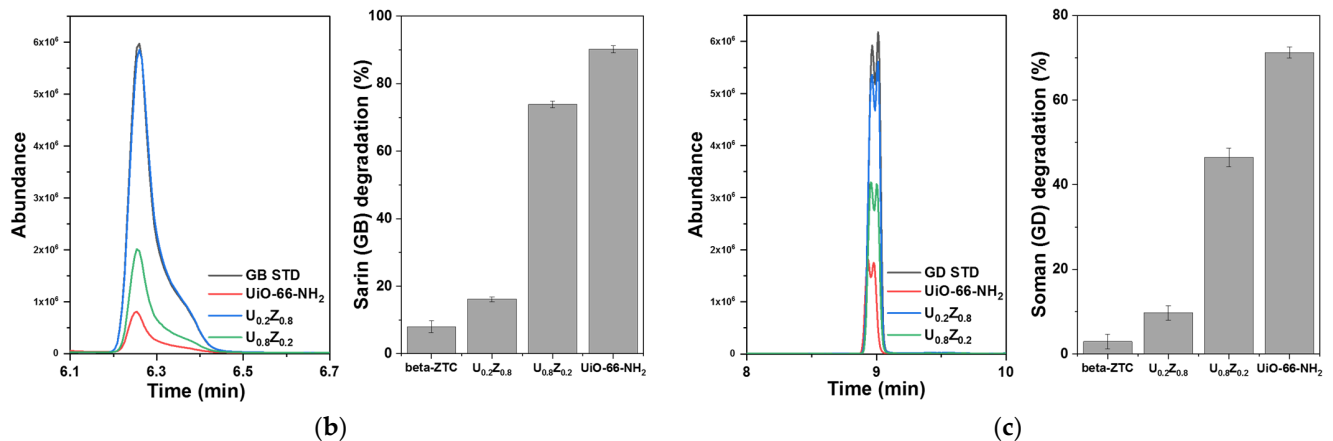 6x10⁶
5x10⁶
4x10⁶
3x10⁶
2x10⁶
1x10⁶
0
Abundance
6.1 6.3 6.5 6.7
Time (min)
GB STD
UiO-66-NH₂
U₀.₂Z₀.₈
U₀.₈Z₀.₂
100
80
60
40
20
0
Sarin (GB) degradation (%)
beta-ZTC U₀.₂Z₀.₈ U₀.₈Z₀.₂ UiO-66-NH₂
(b)
6x10⁶
5x10⁶
4x10⁶
3x10⁶
2x10⁶
1x10⁶
0
Abundance
8 9 10
Time (min)
GD STD
UiO-66-NH₂
U₀.₂Z₀.₈
U₀.₈Z₀.₂
80
60
40
20
0
Soman (GD) degradation (%)
beta-ZTC U₀.₂Z₀.₈ U₀.₈Z₀.₂ UiO-66-NH₂
(c)